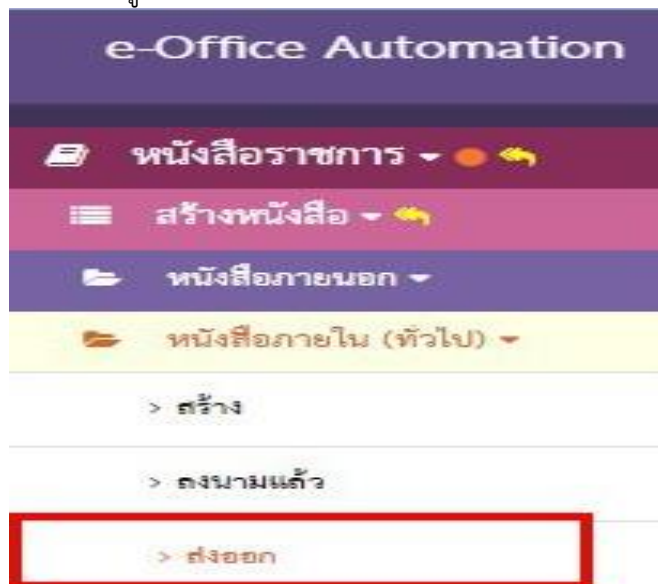 e-Office Automation
หนังสือราชการ
สร้างหนังสือ
หนังสือภายนอก
หนังสือภายใน (ทั่วไป)
> สร้าง
> ลงนามแล้ว
> ส่งออก